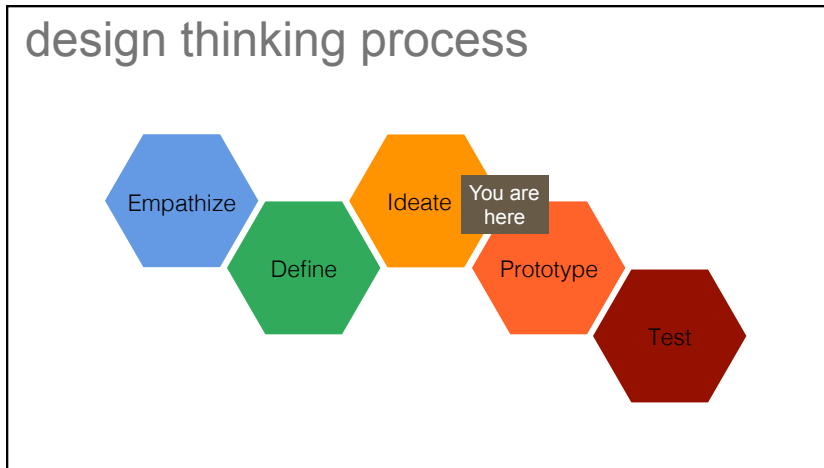 design thinking process
Empathize
Define
Ideate
You are
here
Prototype
Test